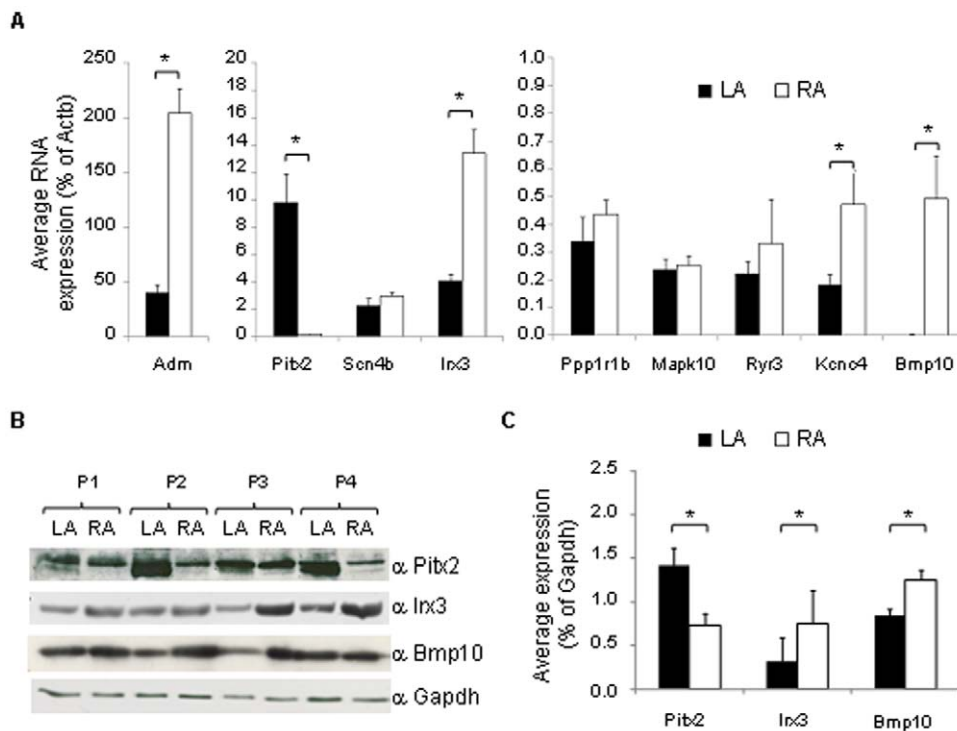 A
250
200
150
100
50
0
20
18
16
14
12
10
8
6
4
2
0
1.0
0.9
0.8
0.7
0.6
0.5
0.4
0.3
0.2
0.1
0.0
Average RNA
expression (% of Actb)
LA RA
* * * * *
Adm
Pitx2 Scn4b Irx3
Ppp1r1b Mapk10 Ryr3 Kcnc4 Bmp10
B
P1 P2 P3 P4
LA RA LA RA LA RA LA RA
α Pitx2
α Irx3
α Bmp10
α Gapdh
C
LA RA
2.5
2.0
1.5
1.0
0.5
0.0
Average expression
(% of Gapdh)
* * *
Pitx2 Irx3 Bmp10